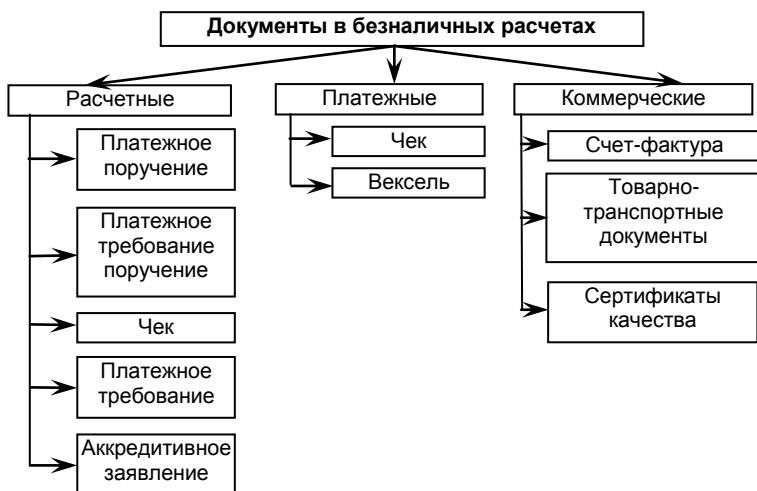 Документы в безналичных расчетах
Расчетные
Платежное
поручение
Платежное
требование
поручение
Чек
Платежное
требование
Аккредитивное
заявление
Платежные
Чек
Вексель
Коммерческие
Счет-фактура
Товарно-
транспортные
документы
Сертификаты
качества